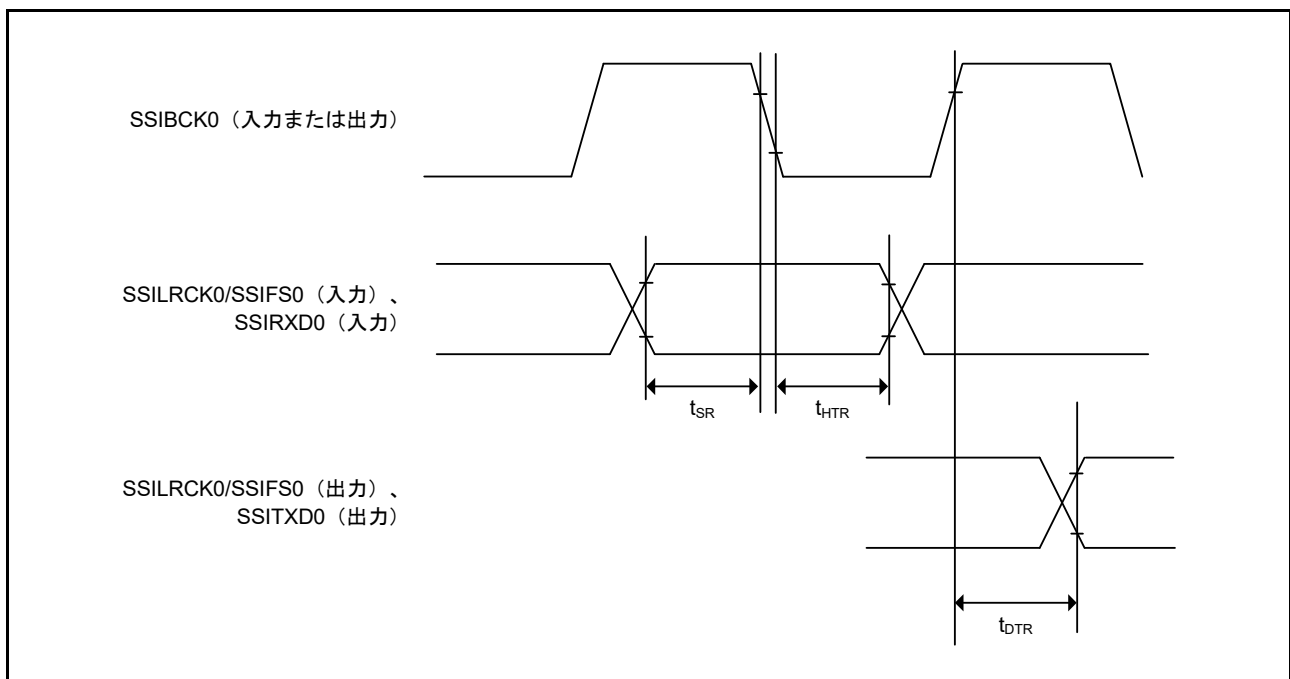 SSIBCK0（入力または出力）
SSILRCK0/SSIFS0（入力）、
SSIRXD0（入力）
tSR
tHTR
SSILRCK0/SSIFS0（出力）、
SSITXD0（出力）
tDTR